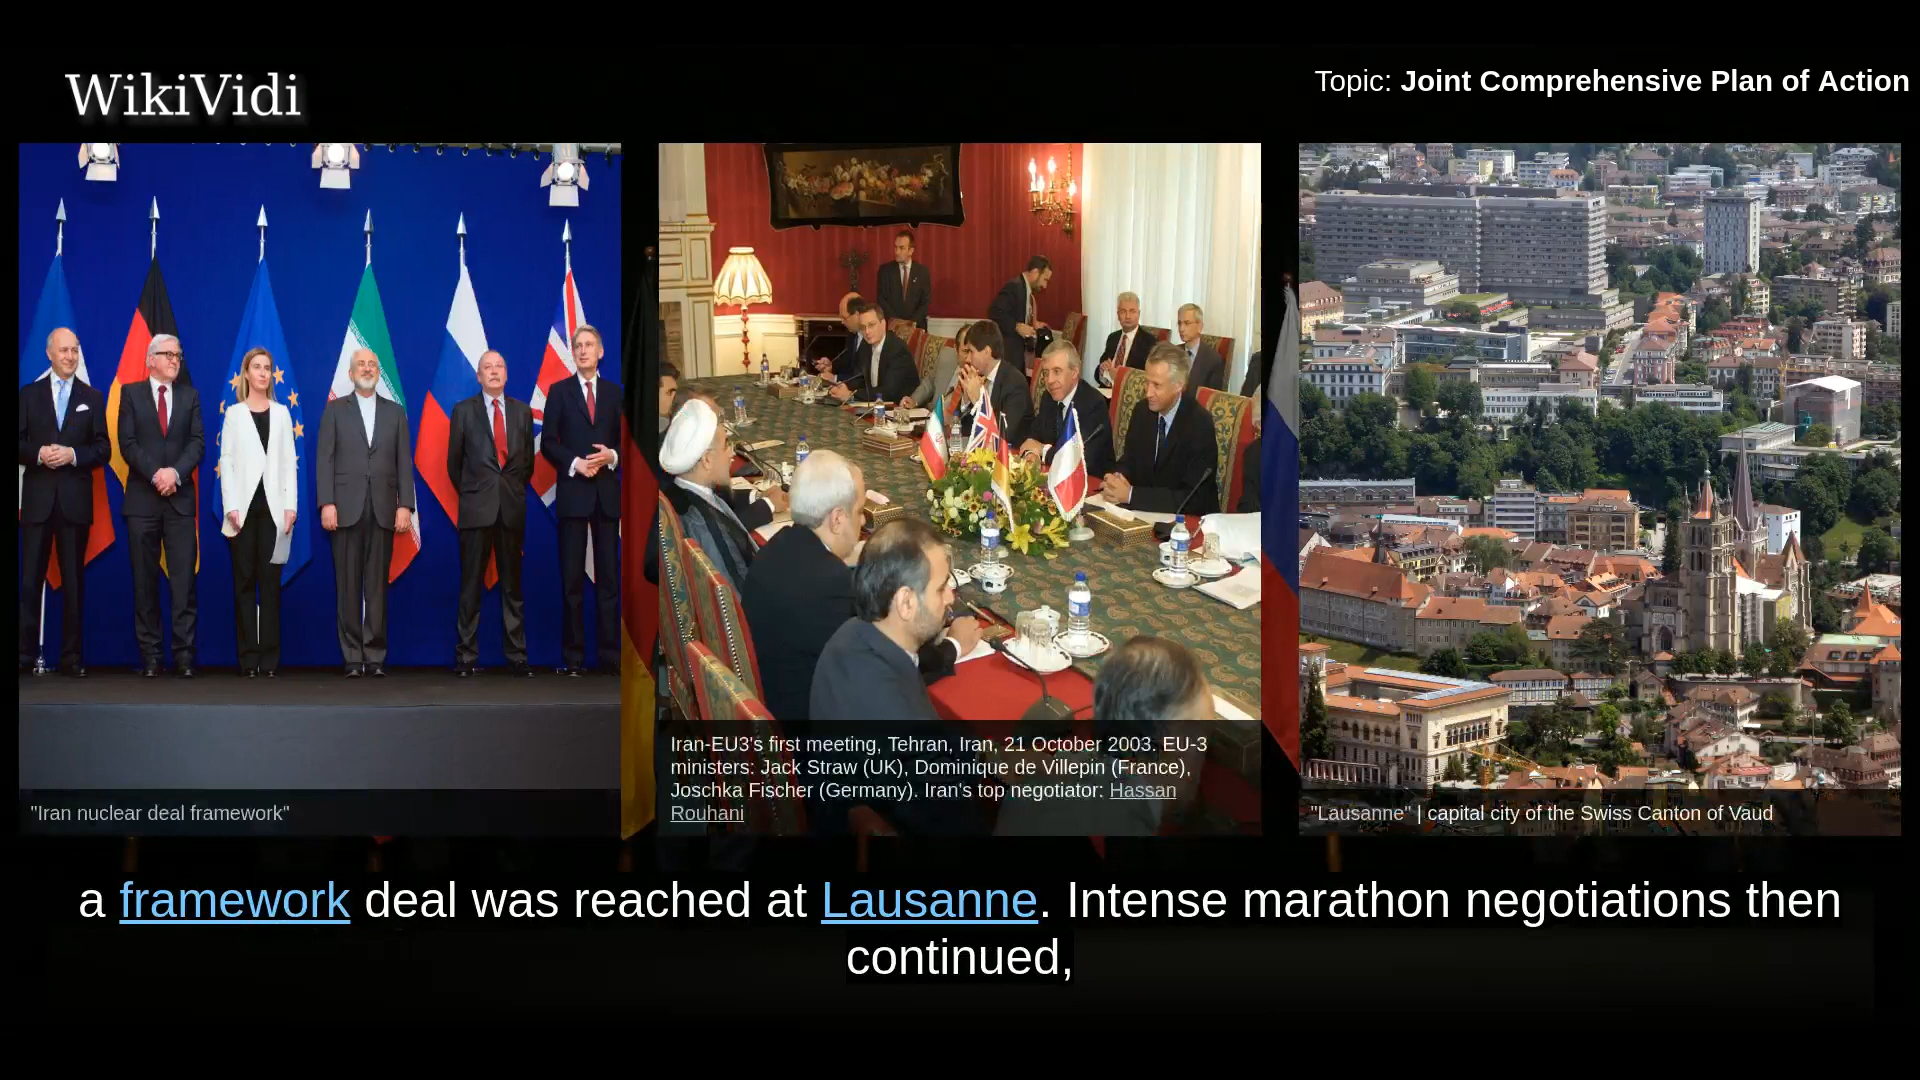 WikiVidi
Topic: Joint Comprehensive Plan of Action
"Iran nuclear deal framework"
Iran-EU3's first meeting, Tehran, Iran, 21 October 2003. EU-3
ministers: Jack Straw (UK), Dominique de Villepin (France),
Joschka Fischer (Germany). Iran's top negotiator: Hassan
Rouhani
"Lausanne" | capital city of the Swiss Canton of Vaud
a framework deal was reached at Lausanne. Intense marathon negotiations then
continued,